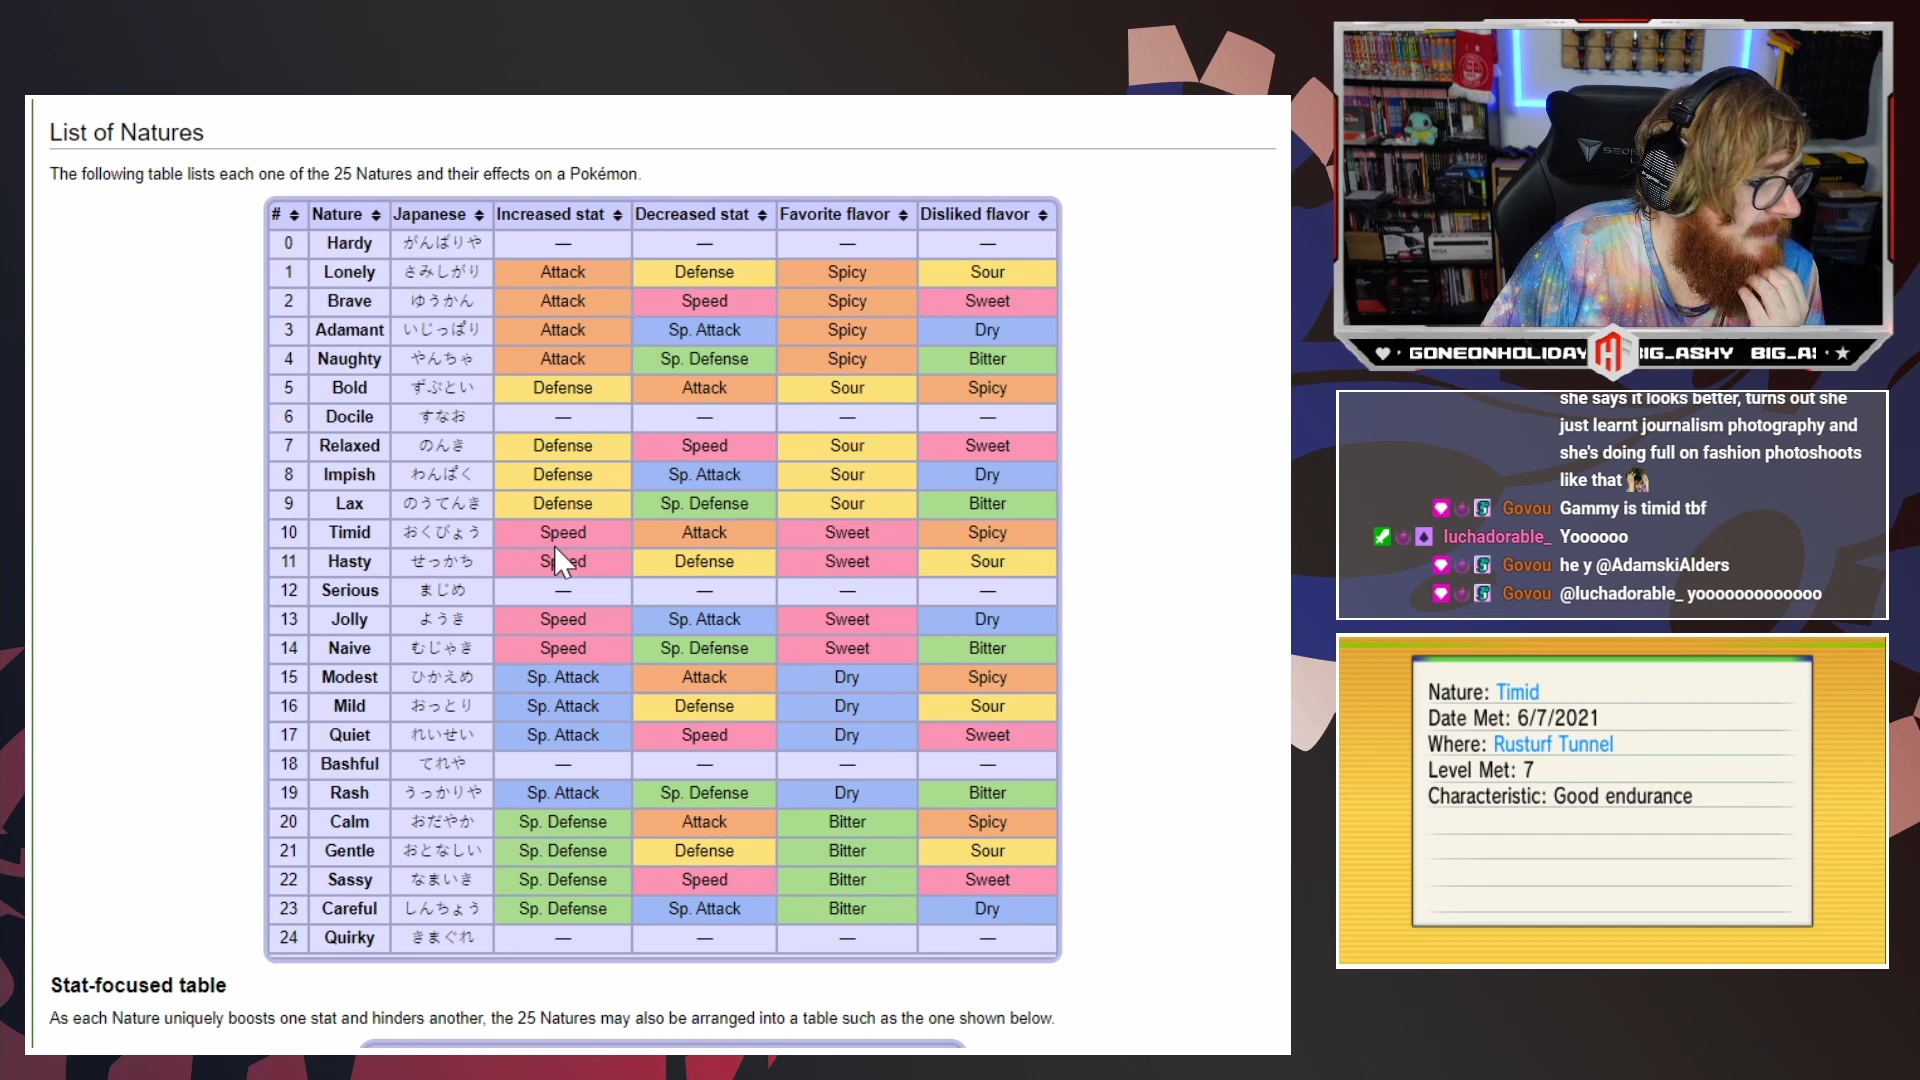 List of Natures
The following table lists each one of the 25 Natures and their effects on a Pokémon.
# Nature Japanese Increased stat Decreased stat Favorite flavor Disliked flavor
0 Hardy がんばりや — — — —
1 Lonely さみしがり Attack Defense Spicy Sour
2 Brave ゆうかん Attack Speed Spicy Sweet
3 Adamant いじっぱり Attack Sp. Attack Spicy Dry
4 Naughty やんちゃ Attack Sp. Defense Spicy Bitter
5 Bold ずぶとい Defense Attack Sour Spicy
6 Docile すなお — — — —
7 Relaxed のんき Defense Speed Sour Sweet
8 Impish わんぱく Defense Sp. Attack Sour Dry
9 Lax のうてんき Defense Sp. Defense Sour Bitter
10 Timid おくびょう Speed Attack Sweet Spicy
11 Hasty せっかち Speed Defense Sweet Sour
12 Serious まじめ — — — —
13 Jolly ようき Speed Sp. Attack Sweet Dry
14 Naive むじゃき Speed Sp. Defense Sweet Bitter
15 Modest ひかえめ Sp. Attack Attack Dry Spicy
16 Mild おっとり Sp. Attack Defense Dry Sour
17 Quiet れいせい Sp. Attack Speed Dry Sweet
18 Bashful てれや — — — —
19 Rash うっかりや Sp. Attack Sp. Defense Dry Bitter
20 Calm おだやか Sp. Defense Attack Bitter Spicy
21 Gentle おとなしい Sp. Defense Defense Bitter Sour
22 Sassy なまいき Sp. Defense Speed Bitter Sweet
23 Careful しんちょう Sp. Defense Sp. Attack Bitter Dry
24 Quirky きまぐれ — — — —
Stat-focused table
As each Nature uniquely boosts one stat and hinders another, the 25 Natures may also be arranged into a table such as the one shown below.
GONEONHOLIDAY BIG_ASHY BIG_A
she says it looks better, turns out she
just learnt journalism photography and
she's doing full on fashion photoshoots
like that
Govou Gammy is timid tbf
luchadorable_ Yoooooo
Govou he y @AdamskiAlders
Govou @luchadorable_ yooooooooooooo
Nature: Timid
Date Met: 6/7/2021
Where: Rusturf Tunnel
Level Met: 7
Characteristic: Good endurance